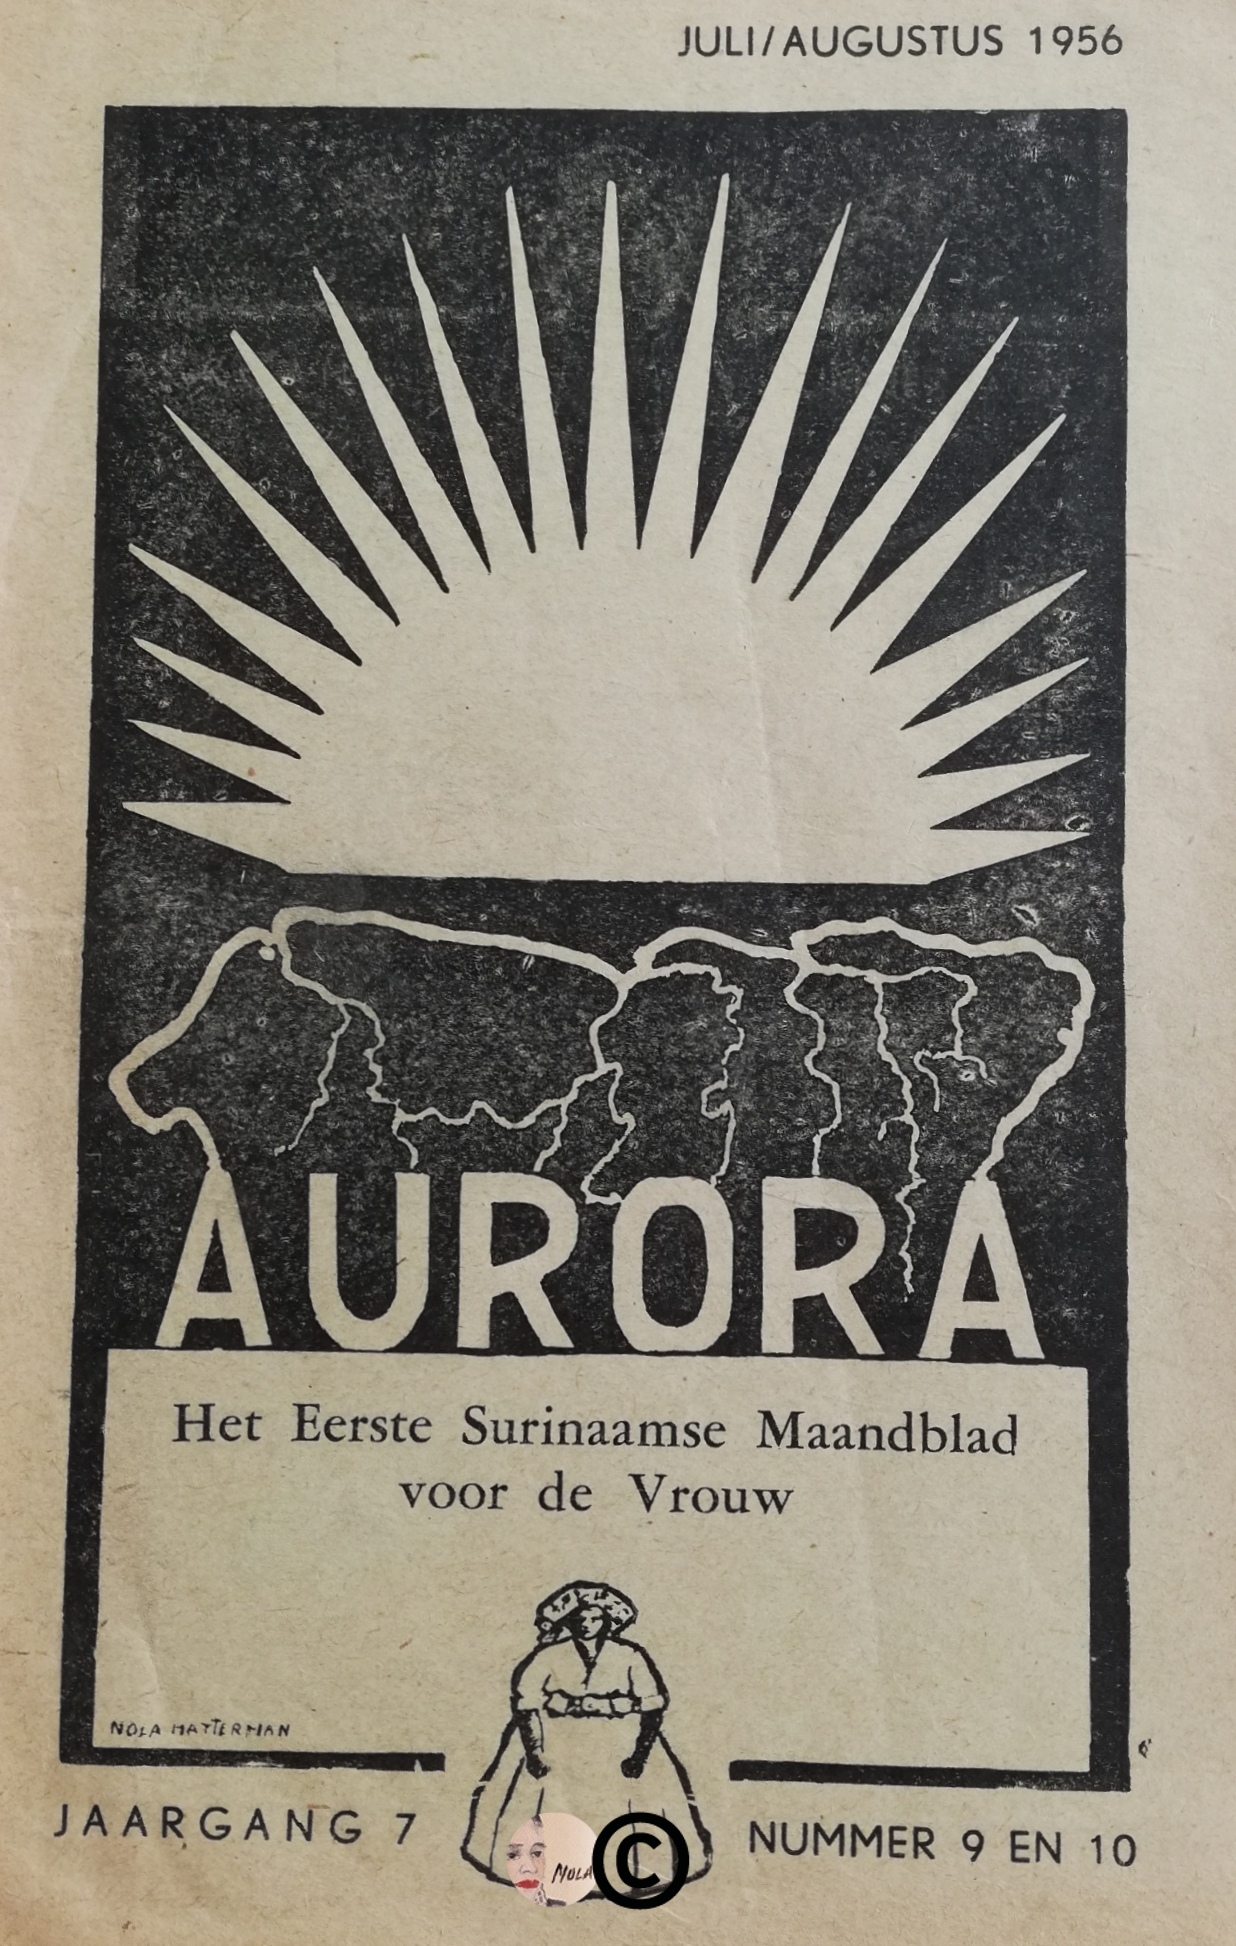 JULI/AUGUSTUS 1956
AURORA
Het Eerste Surinaamse Maandblad
voor de Vrouw
NOLA HATTERMAN
JAARGANG 7
NUMMER 9 EN 10
NOLA
©